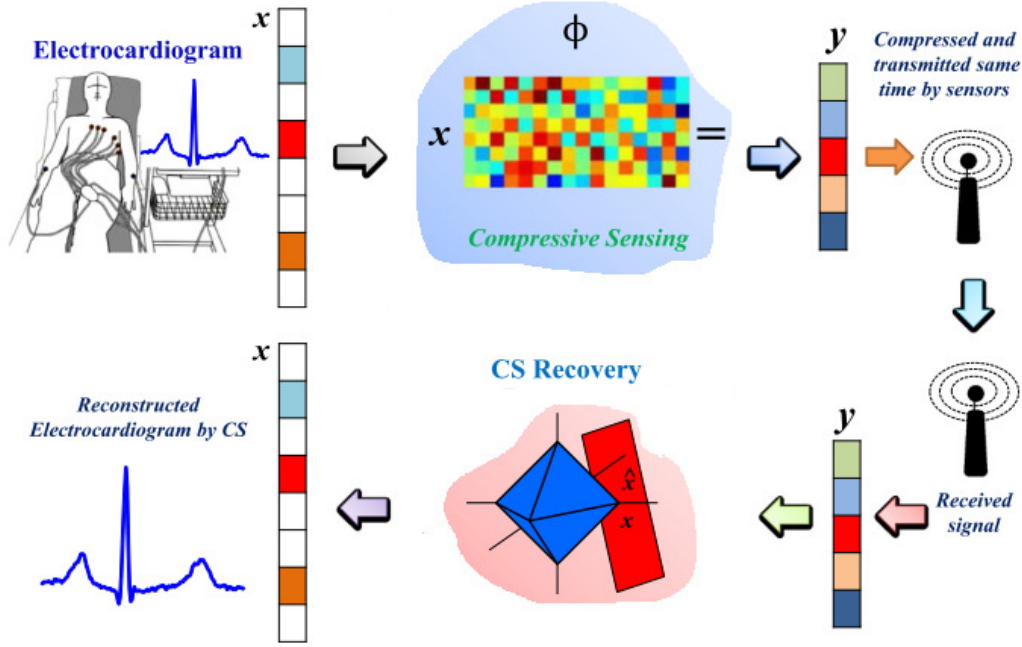 x
Electrocardiogram
ϕ
x
=
Compressive Sensing
y
Compressed and
transmitted same
time by sensors
x
Reconstructed
Electrocardiogram by CS
CS Recovery
x̂
x
y
Received
signal